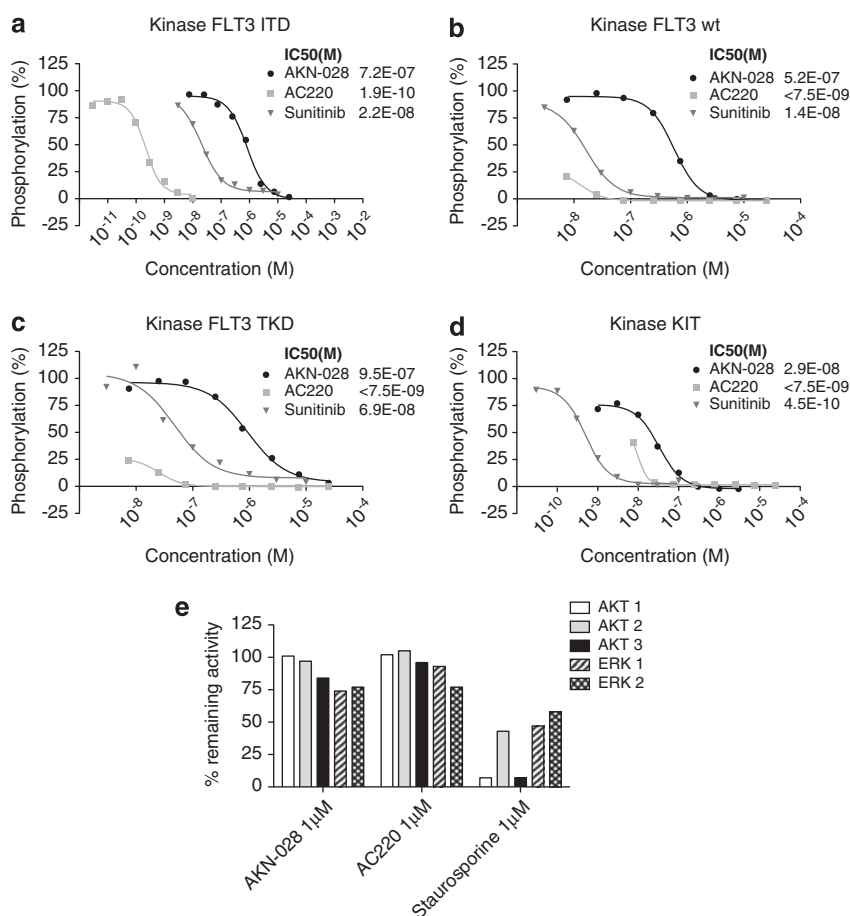 a
Kinase FLT3 ITD
IC50(M)
AKN-028 7.2E-07
AC220 1.9E-10
Sunitinib 2.2E-08
Phosphorylation (%)
125
100
75
50
25
0
-25
10-11 10-10 10-9 10-8 10-7 10-6 10-5 10-4 10-3 10-2
Concentration (M)
b
Kinase FLT3 wt
IC50(M)
AKN-028 5.2E-07
AC220 <7.5E-09
Sunitinib 1.4E-08
Phosphorylation (%)
125
100
75
50
25
0
-25
10-8 10-7 10-6 10-5 10-4
Concentration (M)
c
Kinase FLT3 TKD
IC50(M)
AKN-028 9.5E-07
AC220 <7.5E-09
Sunitinib 6.9E-08
Phosphorylation (%)
125
100
75
50
25
0
-25
10-8 10-7 10-6 10-5 10-4
Concentration (M)
d
Kinase KIT
IC50(M)
AKN-028 2.9E-08
AC220 <7.5E-09
Sunitinib 4.5E-10
Phosphorylation (%)
125
100
75
50
25
0
-25
10-10 10-9 10-8 10-7 10-6 10-5 10-4
Concentration (M)
e
% remaining activity
125
100
75
50
25
0
AKN-028 1µM
AC220 1µM
Staurosporine 1µM
AKT 1
AKT 2
AKT 3
ERK 1
ERK 2